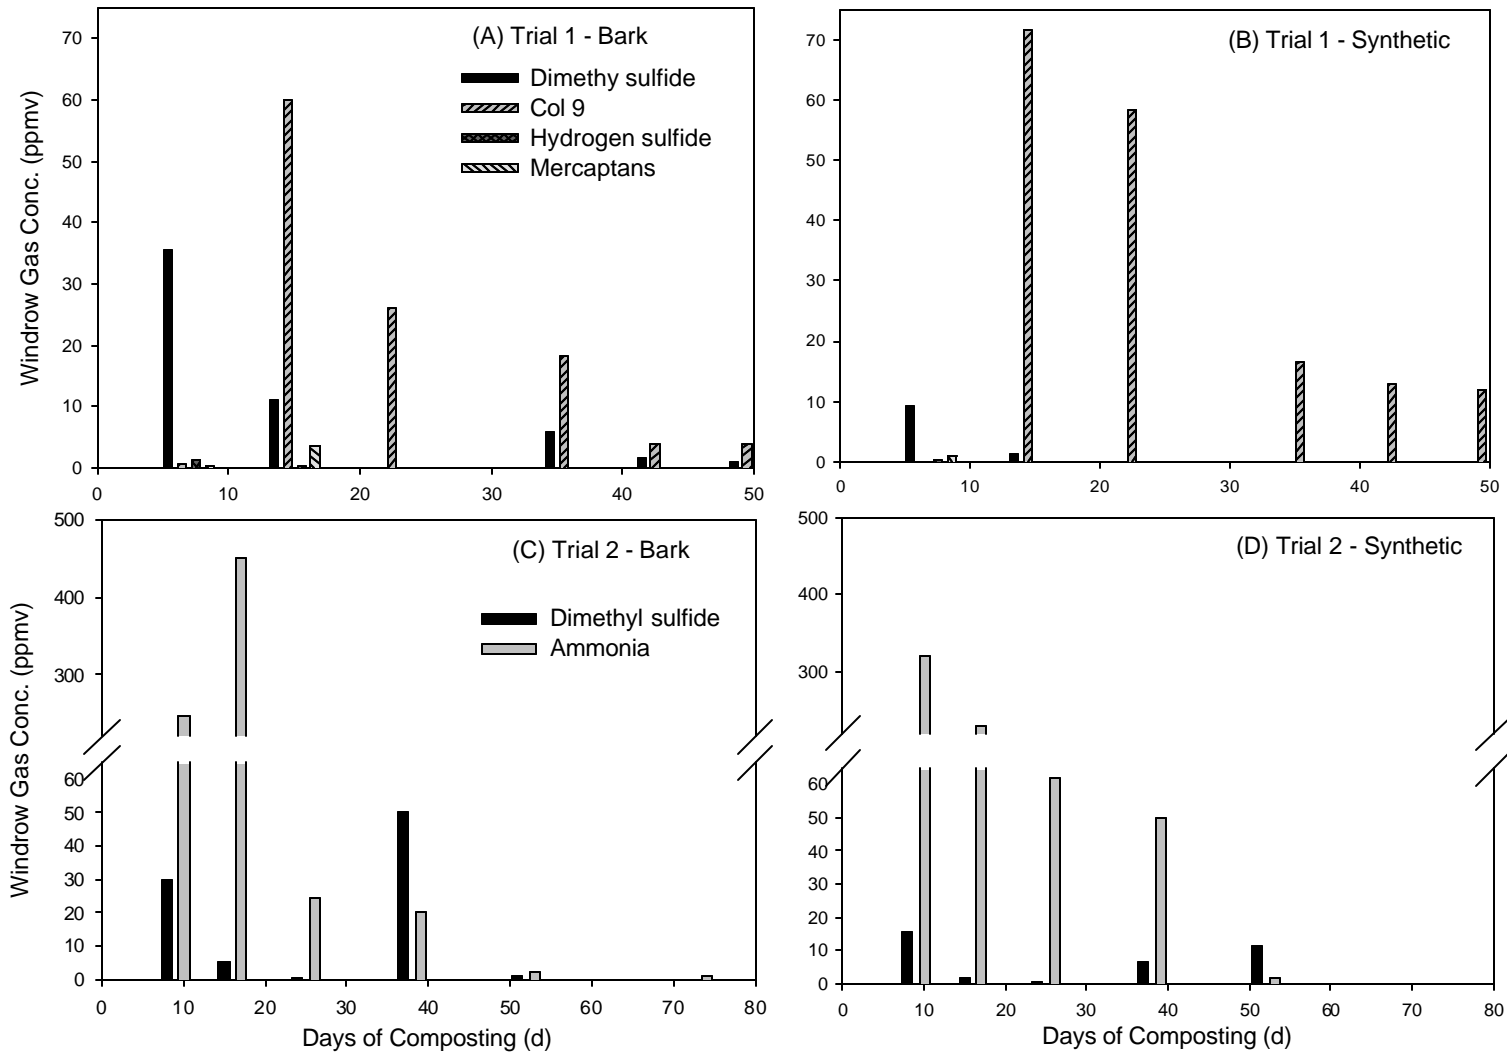 (A) Trial 1 - Bark
Dimethy sulfide
Col 9
Hydrogen sulfide
Mercaptans
Windrow Gas Conc. (ppmv)
70
60
50
40
30
20
10
0
0 10 20 30 40 50
(B) Trial 1 - Synthetic
70
60
50
40
30
20
10
0
0 10 20 30 40 50
(C) Trial 2 - Bark
Dimethyl sulfide
Ammonia
Windrow Gas Conc. (ppmv)
500
400
300
60
50
40
30
20
10
0
0 10 20 30 40 50 60 70 80
Days of Composting (d)
(D) Trial 2 - Synthetic
500
400
300
60
50
40
30
20
10
0
0 10 20 30 40 50 60 70 80
Days of Composting (d)